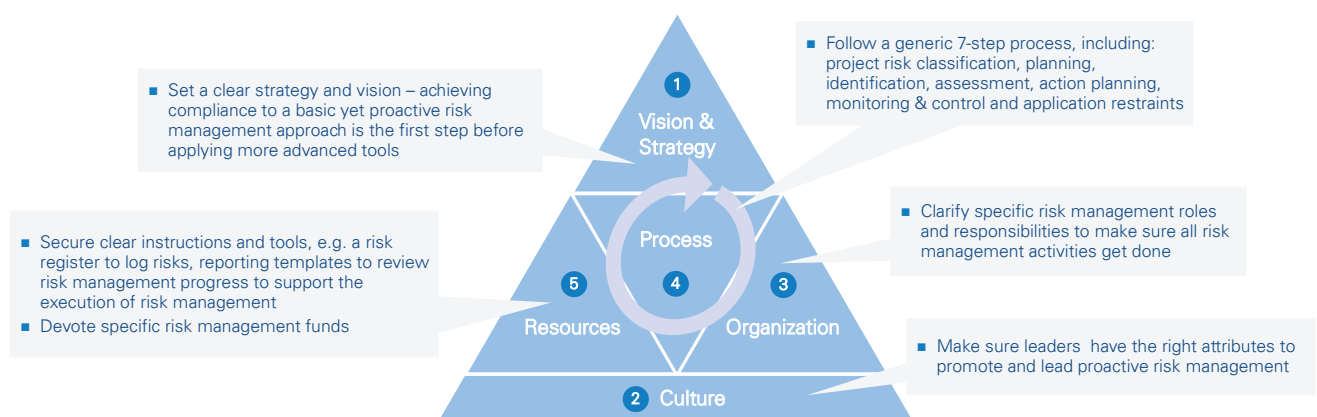 1
Vision &
Strategy
■ Set a clear strategy and vision – achieving
compliance to a basic yet proactive risk
management approach is the first step before
applying more advanced tools
■ Follow a generic 7-step process, including:
project risk classification, planning,
identification, assessment, action planning,
monitoring & control and application restraints
■ Secure clear instructions and tools, e.g. a risk
register to log risks, reporting templates to review
risk management progress to support the
execution of risk management
■ Devote specific risk management funds
5
Resources
Process
4
3
Organization
■ Clarify specific risk management roles
and responsibilities to make sure all risk
management activities get done
2 Culture
■ Make sure leaders have the right attributes to
promote and lead proactive risk management